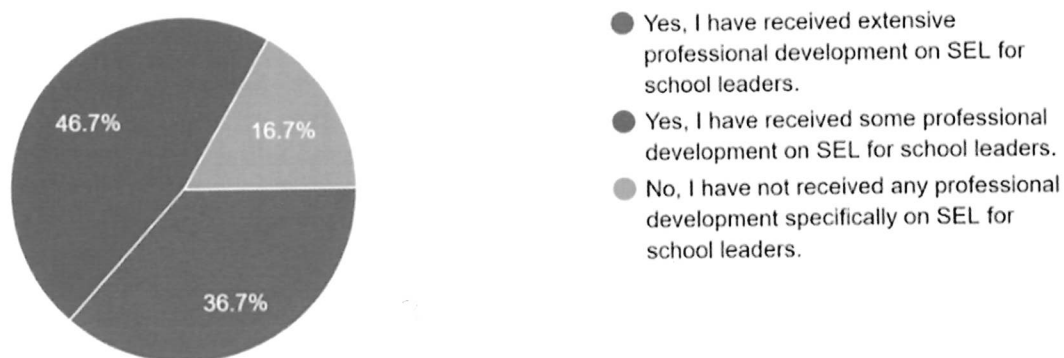 46.7%
16.7%
36.7%
Yes, I have received extensive
professional development on SEL for
school leaders.
Yes, I have received some professional
development on SEL for school leaders.
No, I have not received any professional
development specifically on SEL for
school leaders.